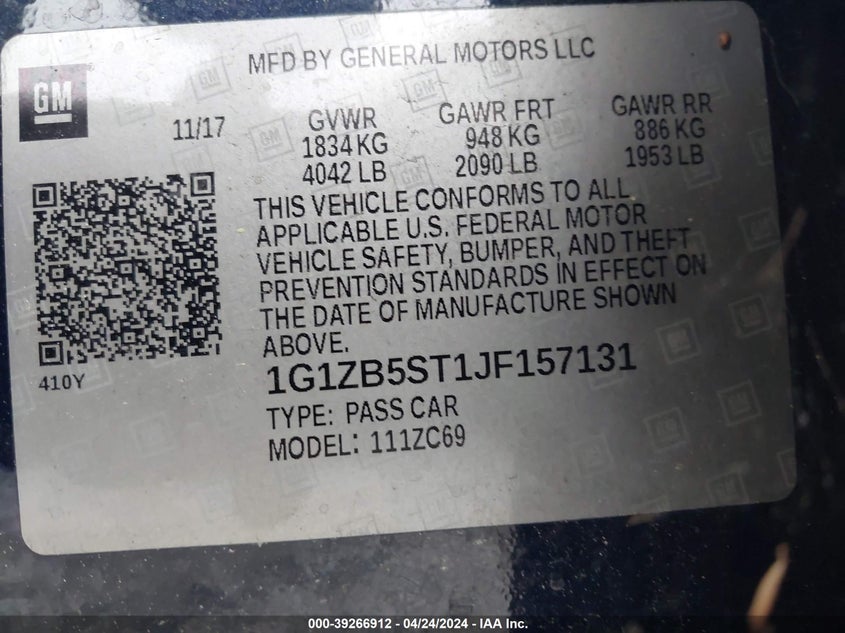 MFD BY GENERAL MOTORS LLC
GM
11/17
GVWR
1834 KG
4042 LB
GAWR FRT
948 KG
2090 LB
GAWR RR
886 KG
1953 LB
THIS VEHICLE CONFORMS TO ALL
APPLICABLE U.S. FEDERAL MOTOR
VEHICLE SAFETY, BUMPER, AND THEFT
PREVENTION STANDARDS IN EFFECT ON
THE DATE OF MANUFACTURE SHOWN
ABOVE.
410Y
1G1ZB5ST1JF157131
TYPE: PASS CAR
MODEL: 111ZC69
000-39266912 - 04/24/2024 - IAA Inc.